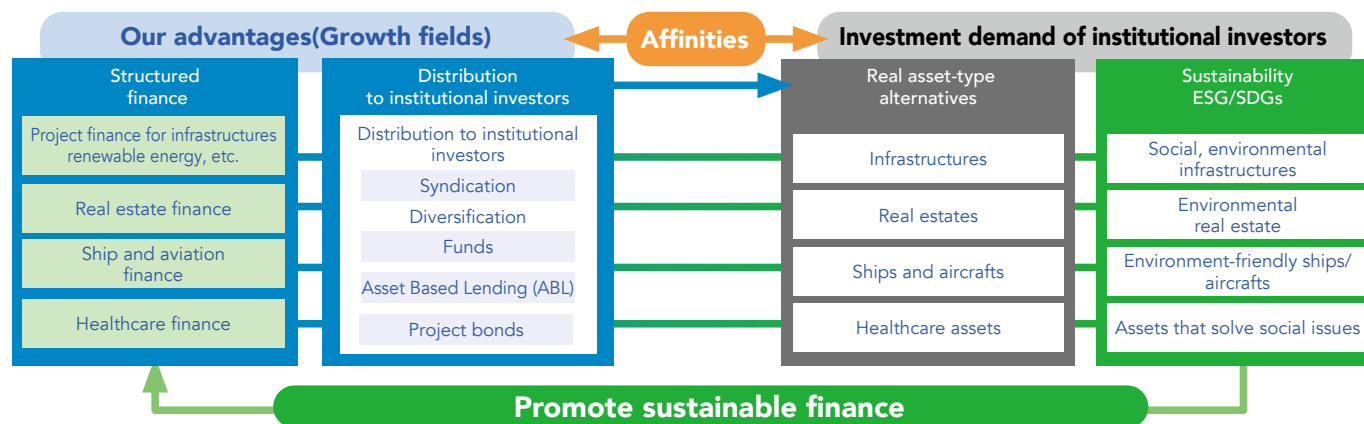 Our advantages(Growth fields)
Affinities
Investment demand of institutional investors
Structured
finance
Project finance for infrastructures
renewable energy, etc.
Real estate finance
Ship and aviation
finance
Healthcare finance
Distribution
to institutional investors
Distribution to institutional
investors
Syndication
Diversification
Funds
Asset Based Lending (ABL)
Project bonds
Real asset-type
alternatives
Infrastructures
Real estates
Ships and aircrafts
Healthcare assets
Sustainability
ESG/SDGs
Social, environmental
infrastructures
Environmental
real estate
Environment-friendly ships/
aircrafts
Assets that solve social issues
Promote sustainable finance